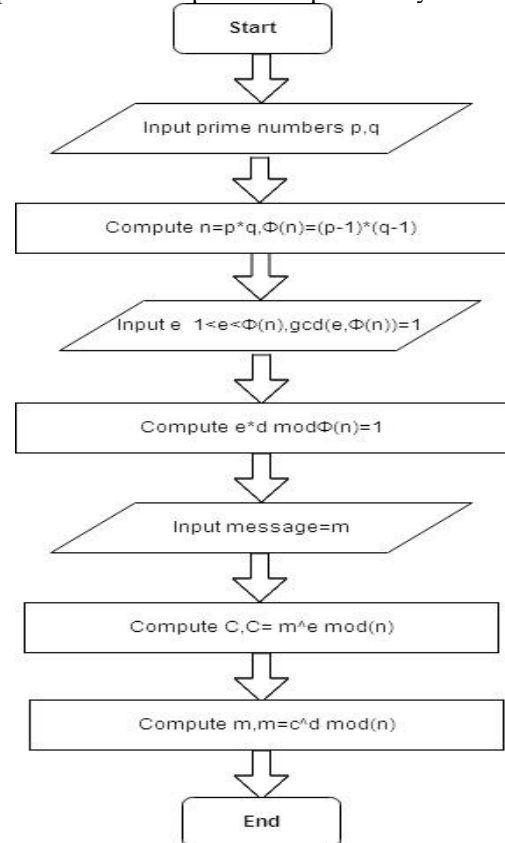 Start
Input prime numbers p,q
Compute n=p*q,Φ(n)=(p-1)*(q-1)
Input e 1<e<Φ(n),gcd(e,Φ(n))=1
Compute e*d modΦ(n)=1
Input message=m
Compute C,C= m^e mod(n)
Compute m,m=c^d mod(n)
End